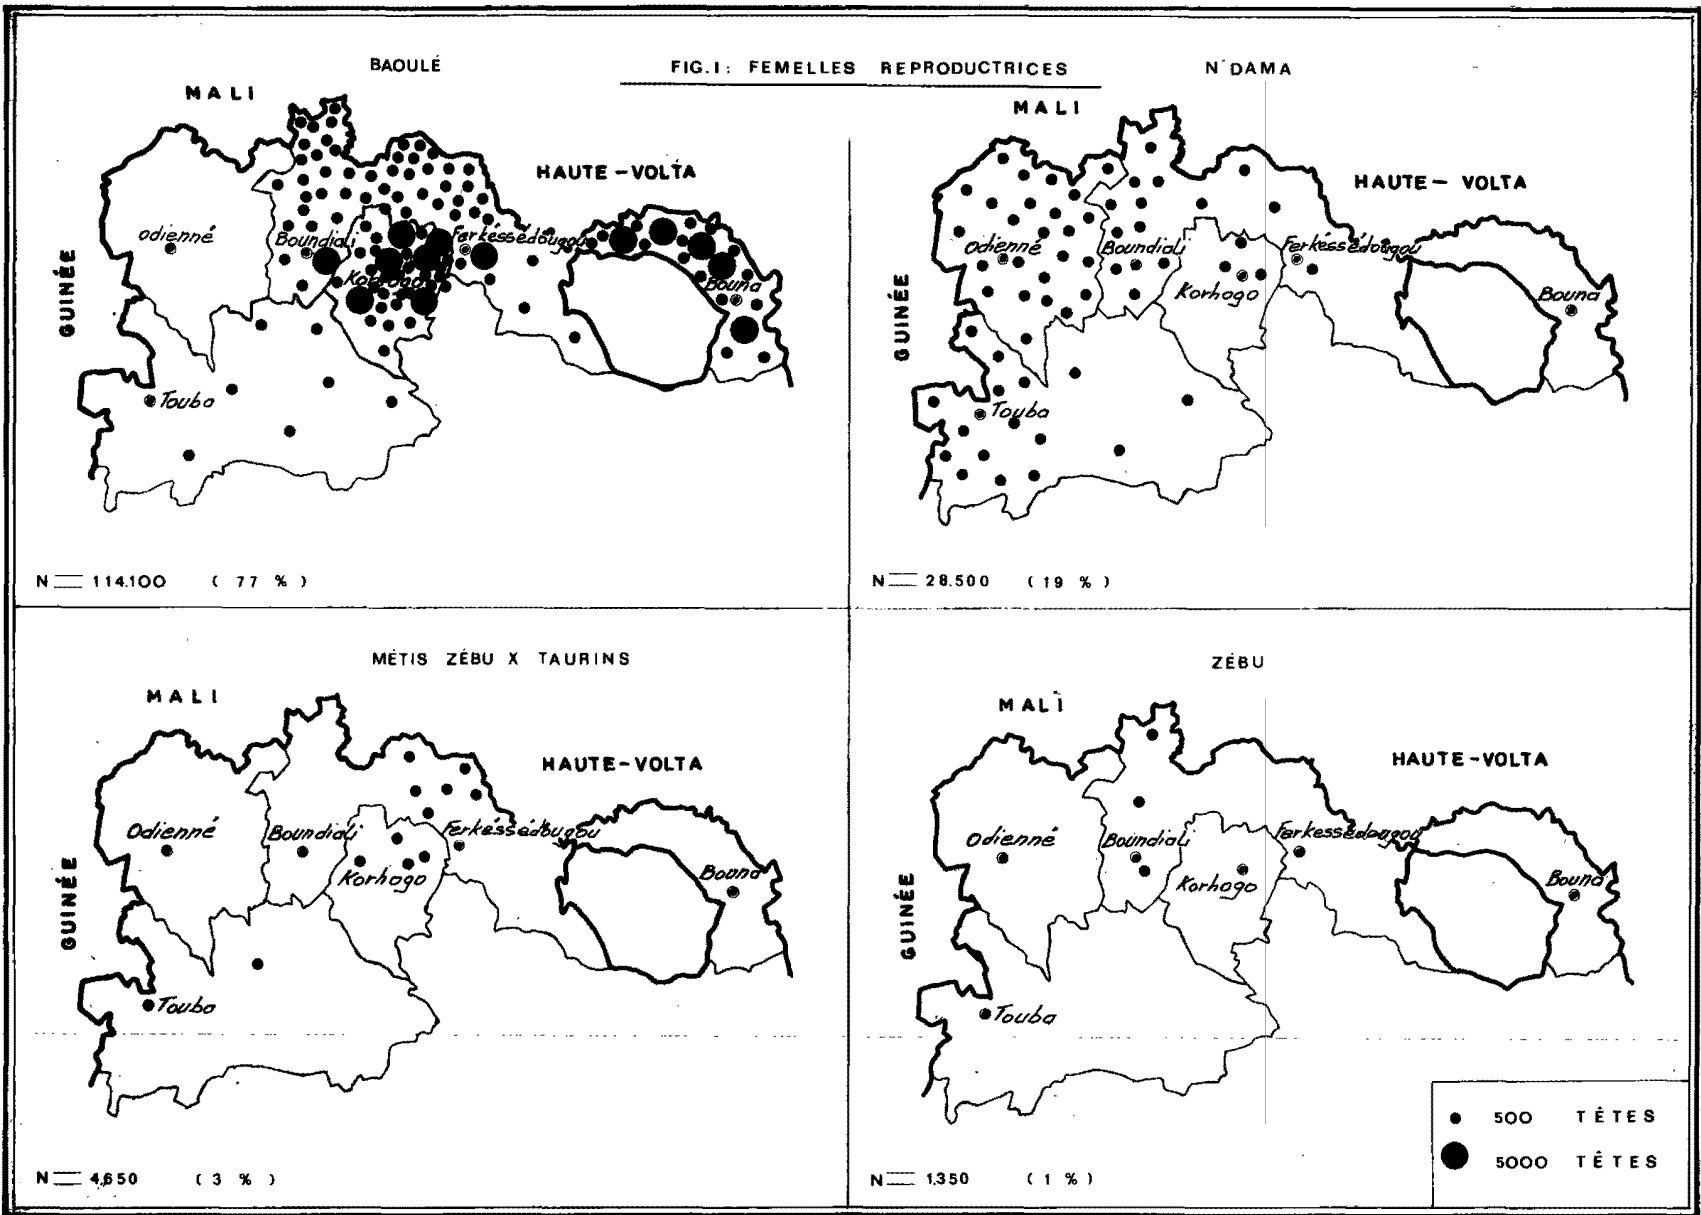 FIG.I: FEMELLES REPRODUCTRICES
BAOULÉ
MALI
HAUTE-VOLTA
GUINÉE
odienné
Boundiali
Ferkéssédougou
Korhogo
Bouna
Touba
N = 114.100 ( 77 % )
N'DAMA
MALI
HAUTE-VOLTA
GUINÉE
Odienné
Boundiali
Ferkéssédougou
Korhogo
Bouna
Touba
N = 28.500 ( 19 % )
MÉTIS ZÉBU X TAURINS
MALI
HAUTE-VOLTA
GUINÉE
Odienné
Boundiali
Ferkéssédougou
Korhogo
Bouna
Touba
N = 4,650 ( 3 % )
ZÉBU
MALI
HAUTE-VOLTA
GUINÉE
Odienné
Boundiali
Ferkessédougou
Korhogo
Bouna
Touba
N = 1,350 ( 1 % )
500 TÊTES
5000 TÊTES